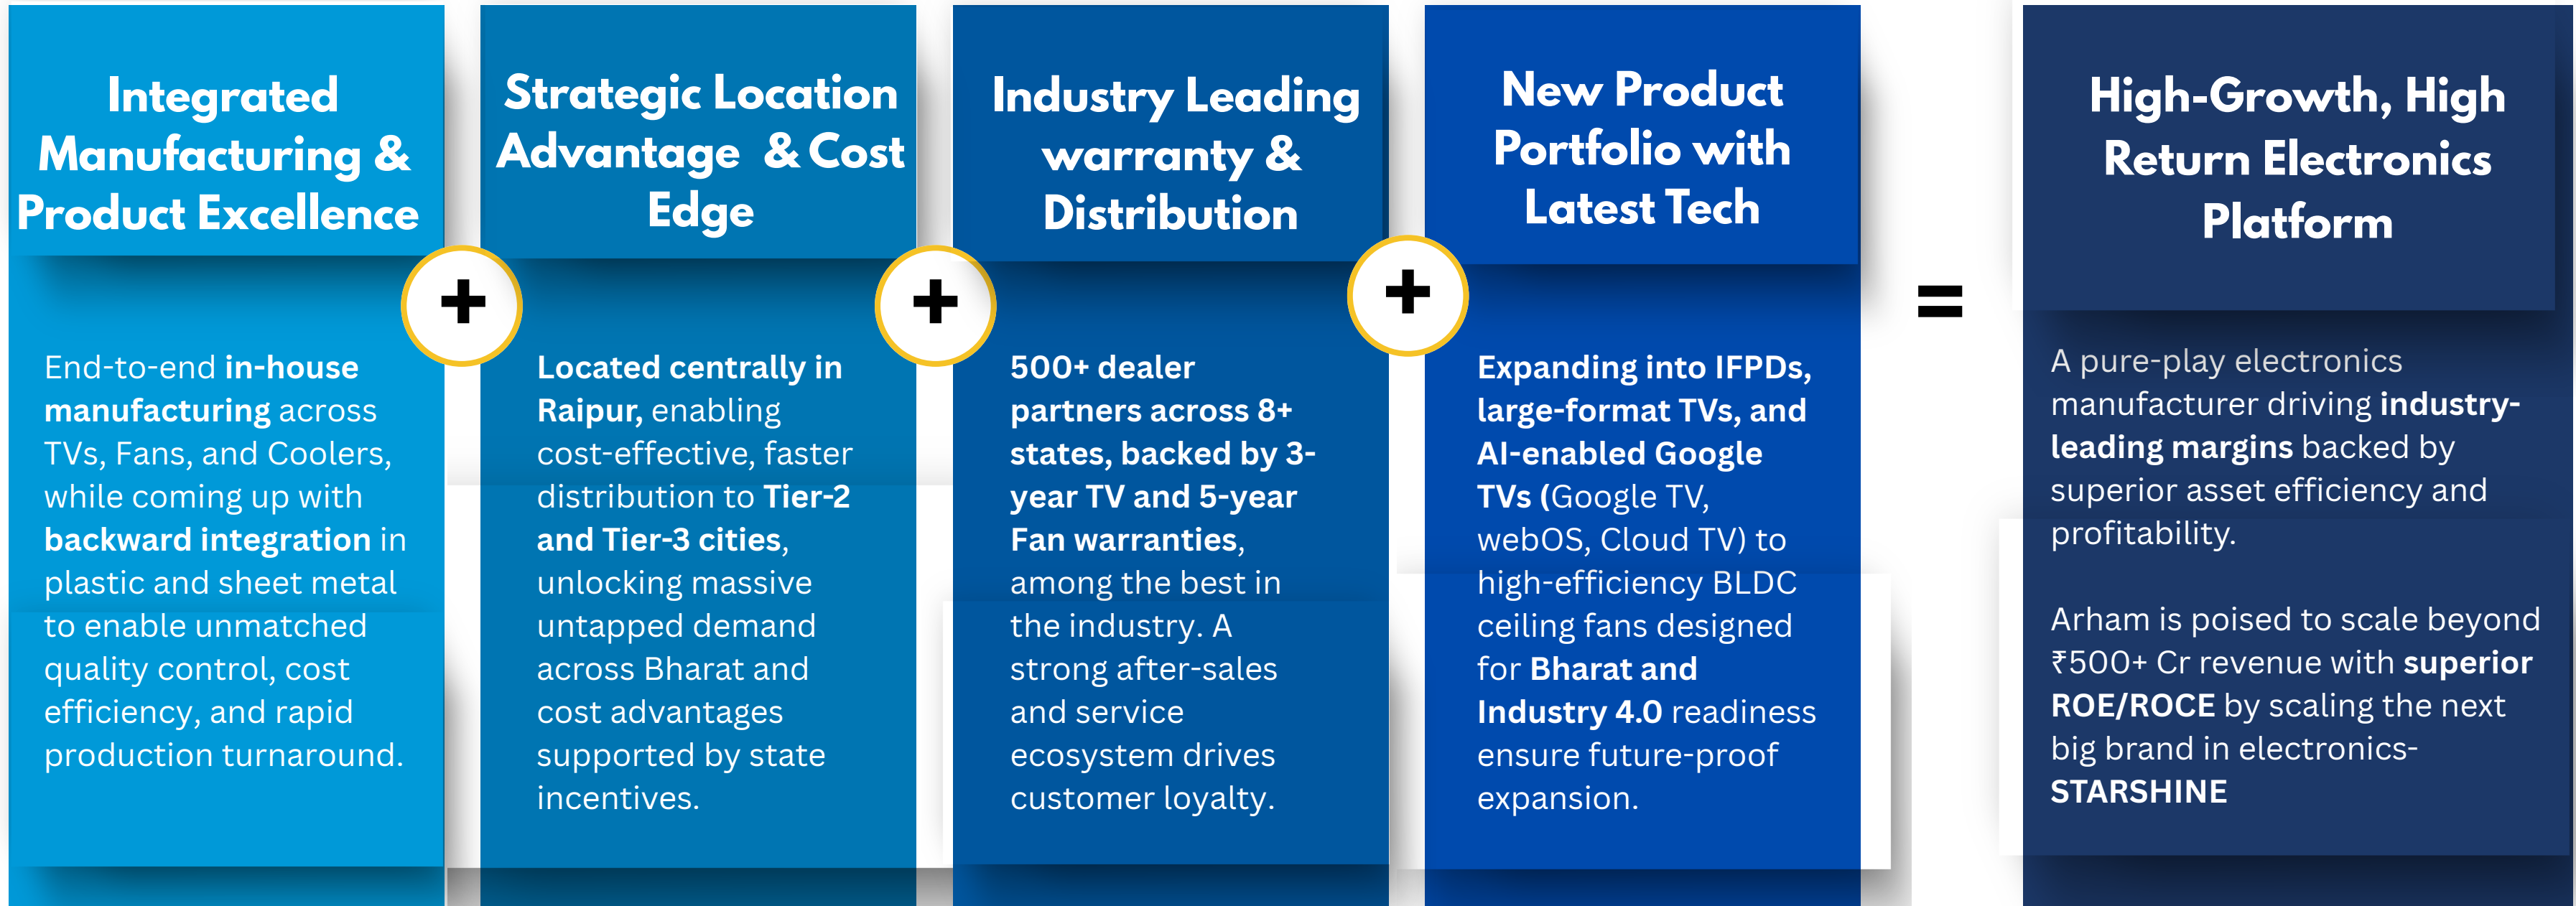 Integrated
Manufacturing &
Product Excellence
End-to-end in-house
manufacturing across
TVs, Fans, and Coolers,
while coming up with
backward integration in
plastic and sheet metal
to enable unmatched
quality control, cost
efficiency, and rapid
production turnaround.
+
Strategic Location
Advantage & Cost
Edge
Located centrally in
Raipur, enabling
cost-effective, faster
distribution to Tier-2
and Tier-3 cities,
unlocking massive
untapped demand
across Bharat and
cost advantages
supported by state
incentives.
+
Industry Leading
warranty &
Distribution
500+ dealer
partners across 8+
states, backed by 3-
year TV and 5-year
Fan warranties,
among the best in
the industry. A
strong after-sales
and service
ecosystem drives
customer loyalty.
+
New Product
Portfolio with
Latest Tech
Expanding into IFPDs,
large-format TVs, and
AI-enabled Google
TVs (Google TV,
webOS, Cloud TV) to
high-efficiency BLDC
ceiling fans designed
for Bharat and
Industry 4.0 readiness
ensure future-proof
expansion.
=
High-Growth, High
Return Electronics
Platform
A pure-play electronics
manufacturer driving industry-
leading margins backed by
superior asset efficiency and
profitability.
Arham is poised to scale beyond
₹500+ Cr revenue with superior
ROE/ROCE by scaling the next
big brand in electronics-
STARSHINE